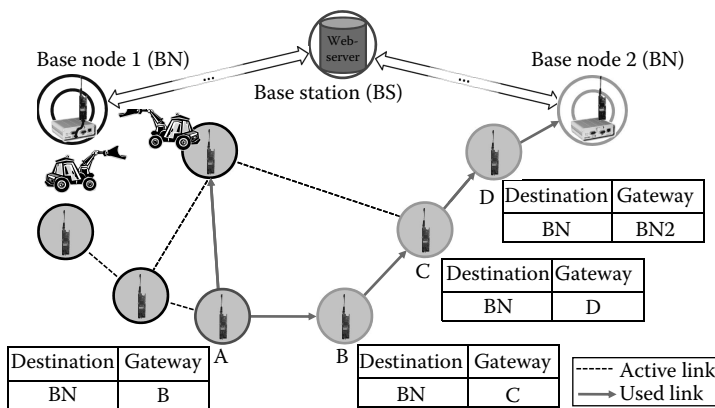 Web-
server
Base node 1 (BN)
Base node 2 (BN)
...
...
Base station (BS)
D
Destination Gateway
BN BN2
C
Destination Gateway
BN D
A
B
Destination Gateway
BN B
Destination Gateway
BN C
Active link
Used link